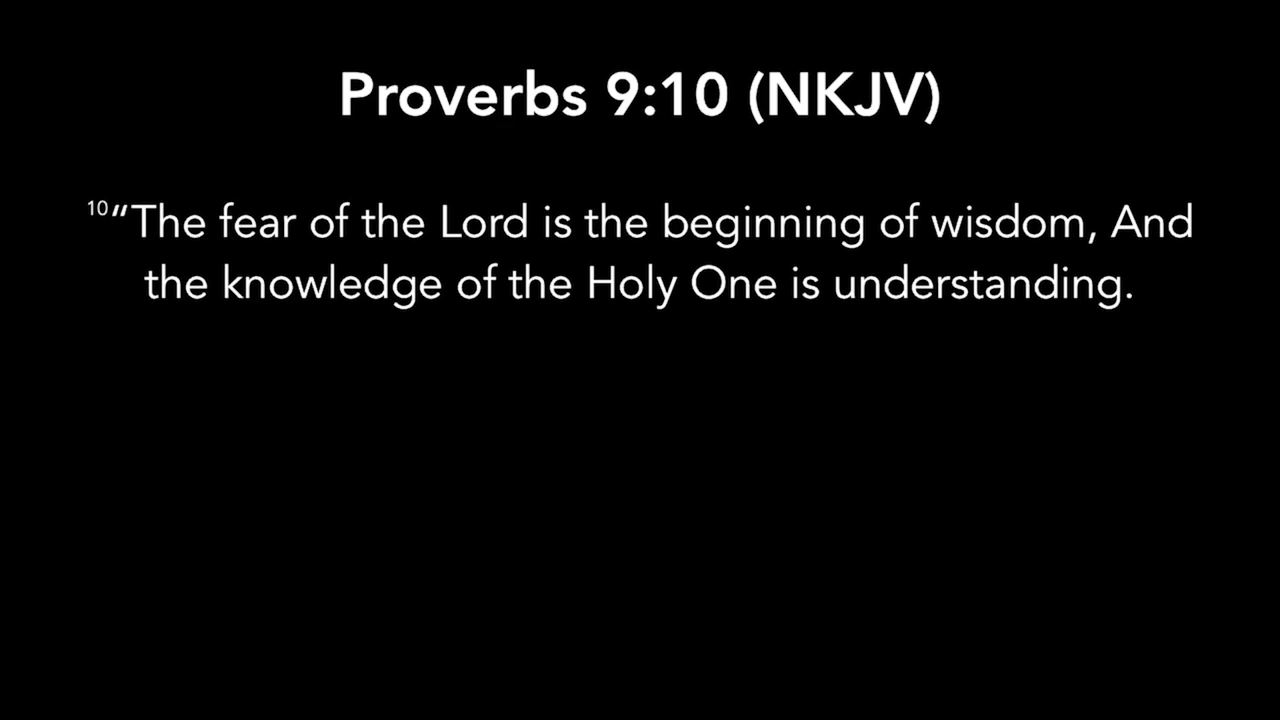 Proverbs 9:10 (NKJV)
10“The fear of the Lord is the beginning of wisdom, And
the knowledge of the Holy One is understanding.